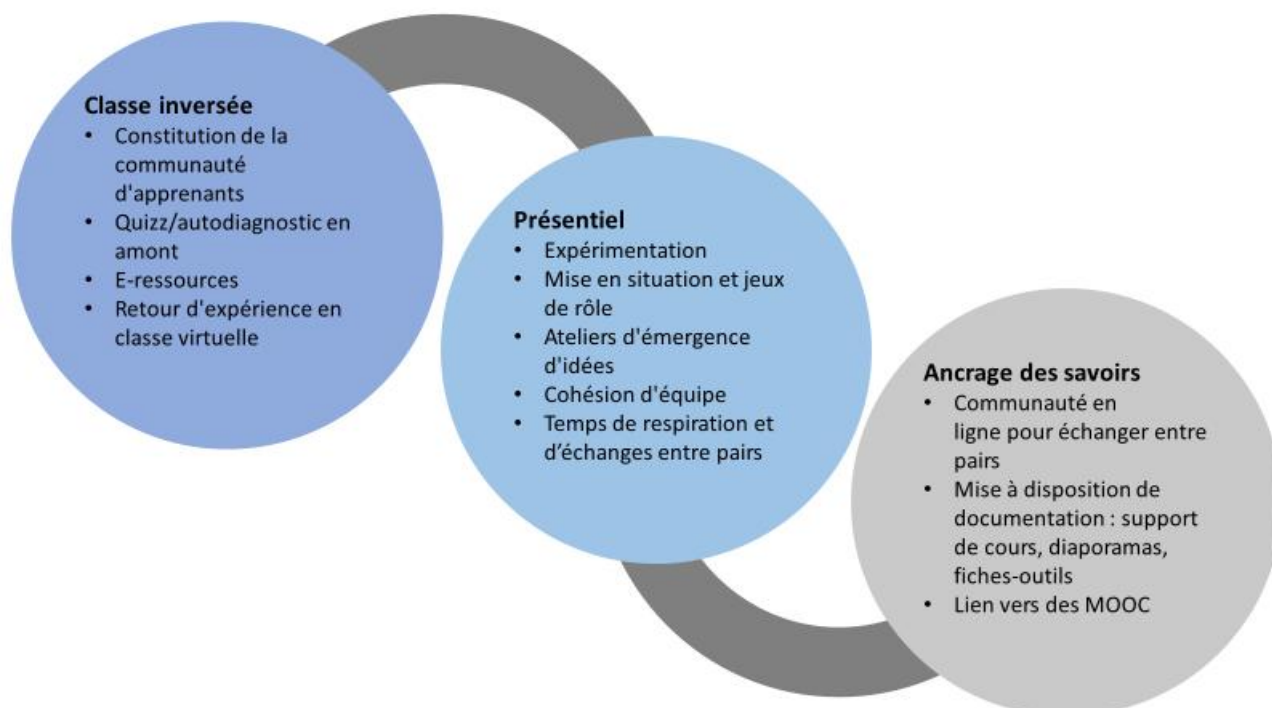 Classe inversée
• Constitution de la
communauté
d'apprenants
• Quizz/autodiagnostic en
amont
• E-ressources
• Retour d'expérience en
classe virtuelle
Présentiel
• Expérimentation
• Mise en situation et jeux
de rôle
• Ateliers d'émergence
d'idées
• Cohésion d'équipe
• Temps de respiration et
d’échanges entre pairs
Ancrage des savoirs
• Communauté en
ligne pour échanger entre
pairs
• Mise à disposition de
documentation : support
de cours, diaporamas,
fiches-outils
• Lien vers des MOOC